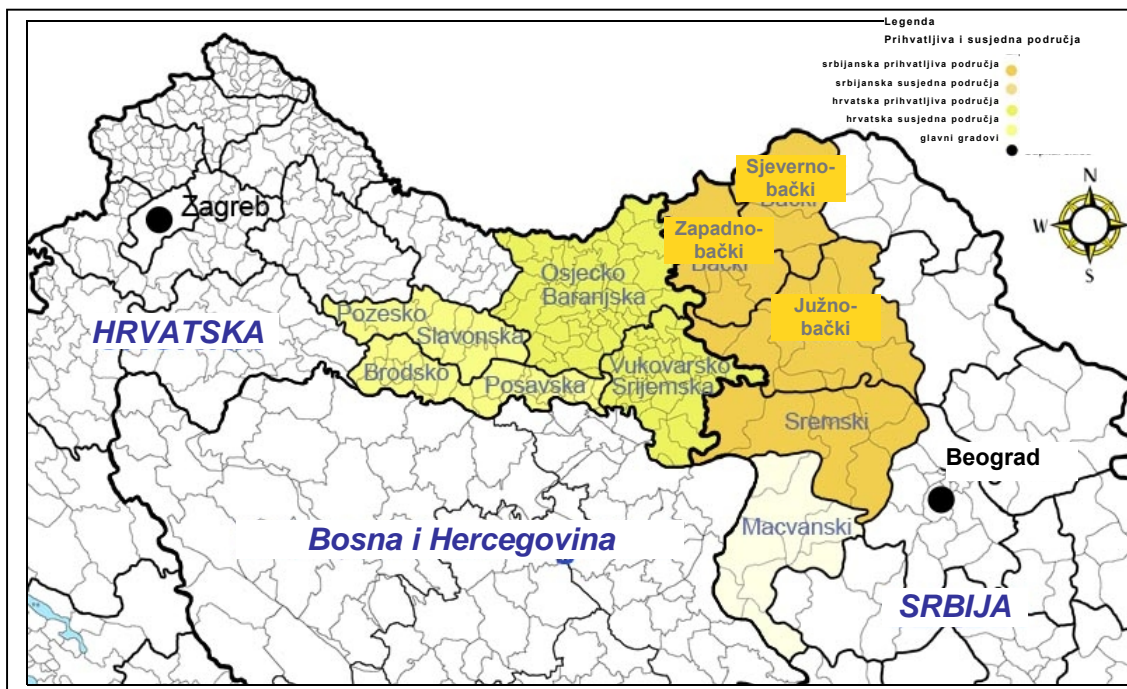 Legenda
Prihvatljiva i susjedna područja
srbijanska prihvatljiva područja
srbijanska susjedna područja
hrvatska prihvatljiva područja
hrvatska susjedna područja
glavni gradovi
N
W
S
Zagreb
Sjeverno-
bački
Zapadno-
bački
Bački
Osjecko
Baranjska
Južno-
bački
Pozesko
Slavonska
HRVATSKA
Brodsko
Posavska
Vukovarsko
Srijemska
Sremski
Beograd
Macvanski
Bosna i Hercegovina
SRBIJA